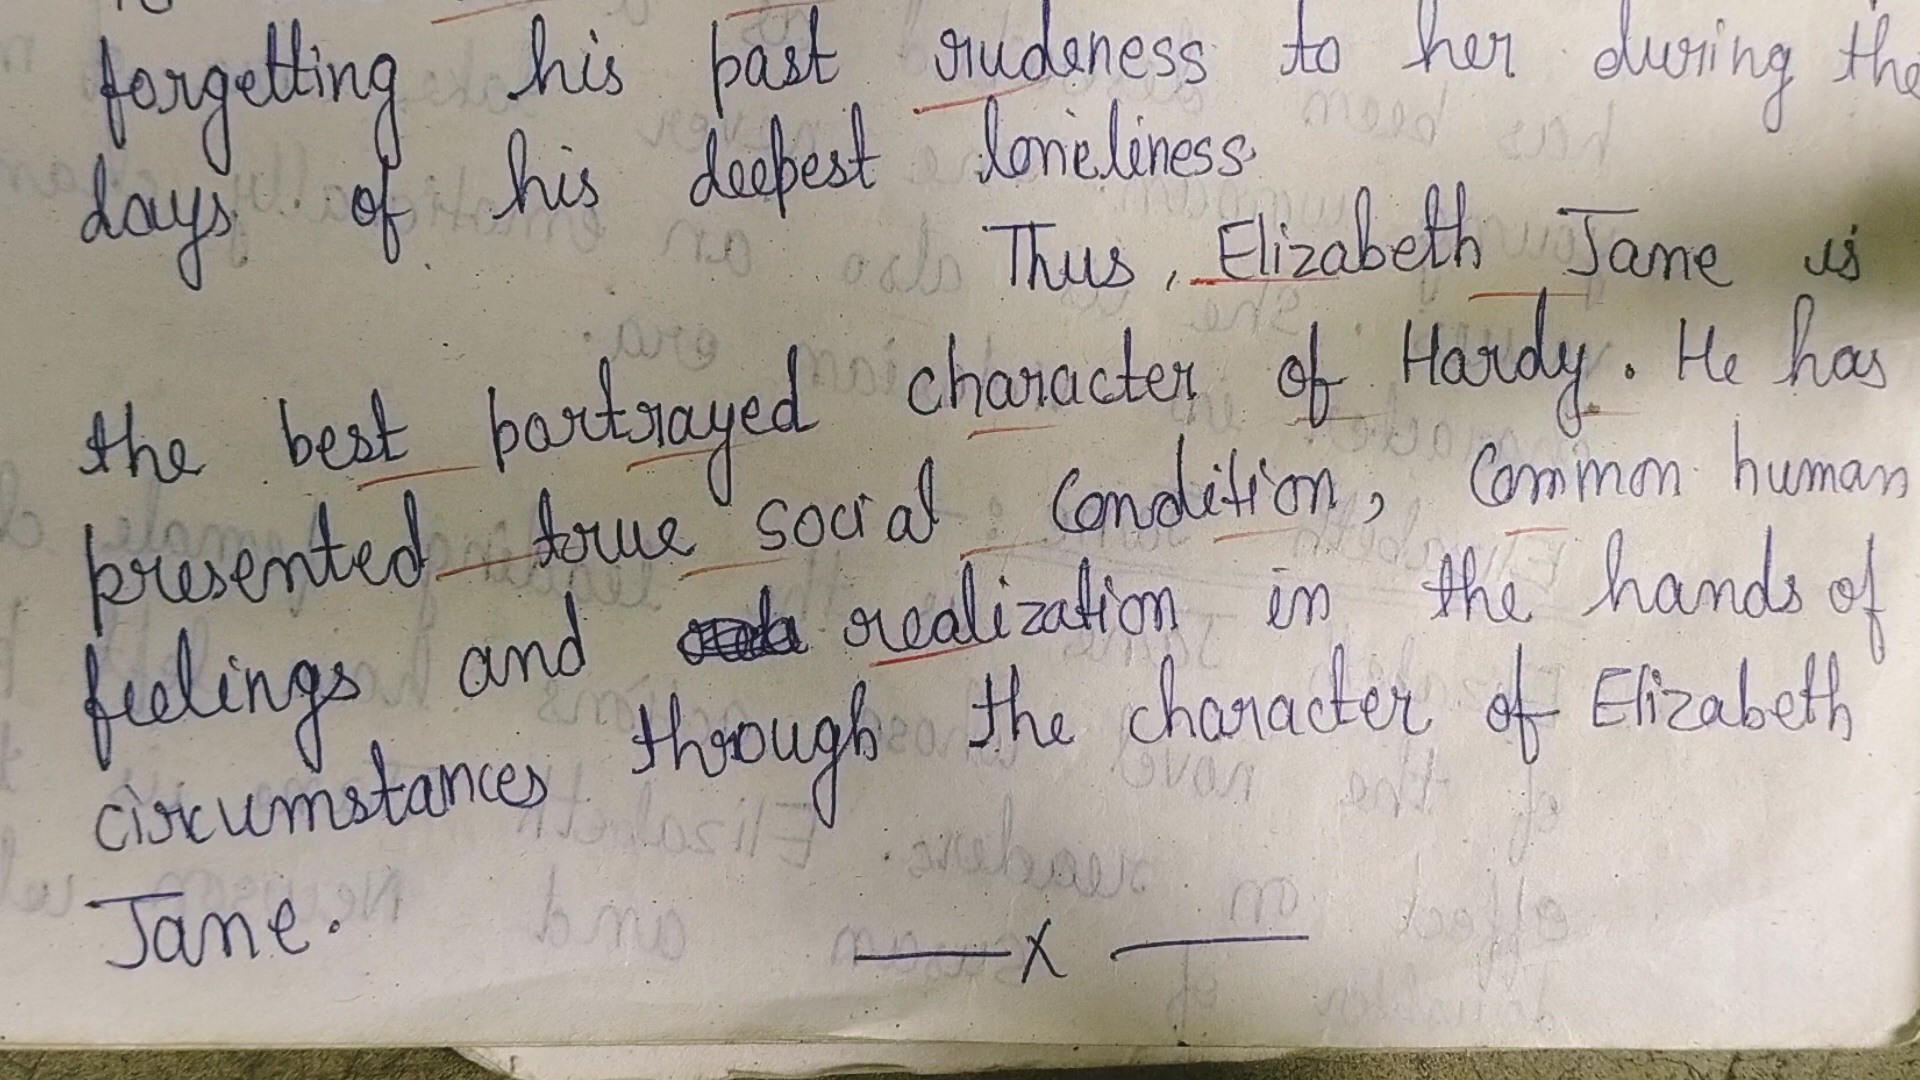 forgetting his past rudeness to her during the
days of his deepest loneliness.
Thus, Elizabeth Jane is
the best portrayed character of Hardy. He has
presented true social condition, common human
feelings and realization in the hands of
circumstances through the character of Elizabeth
Jane.
X